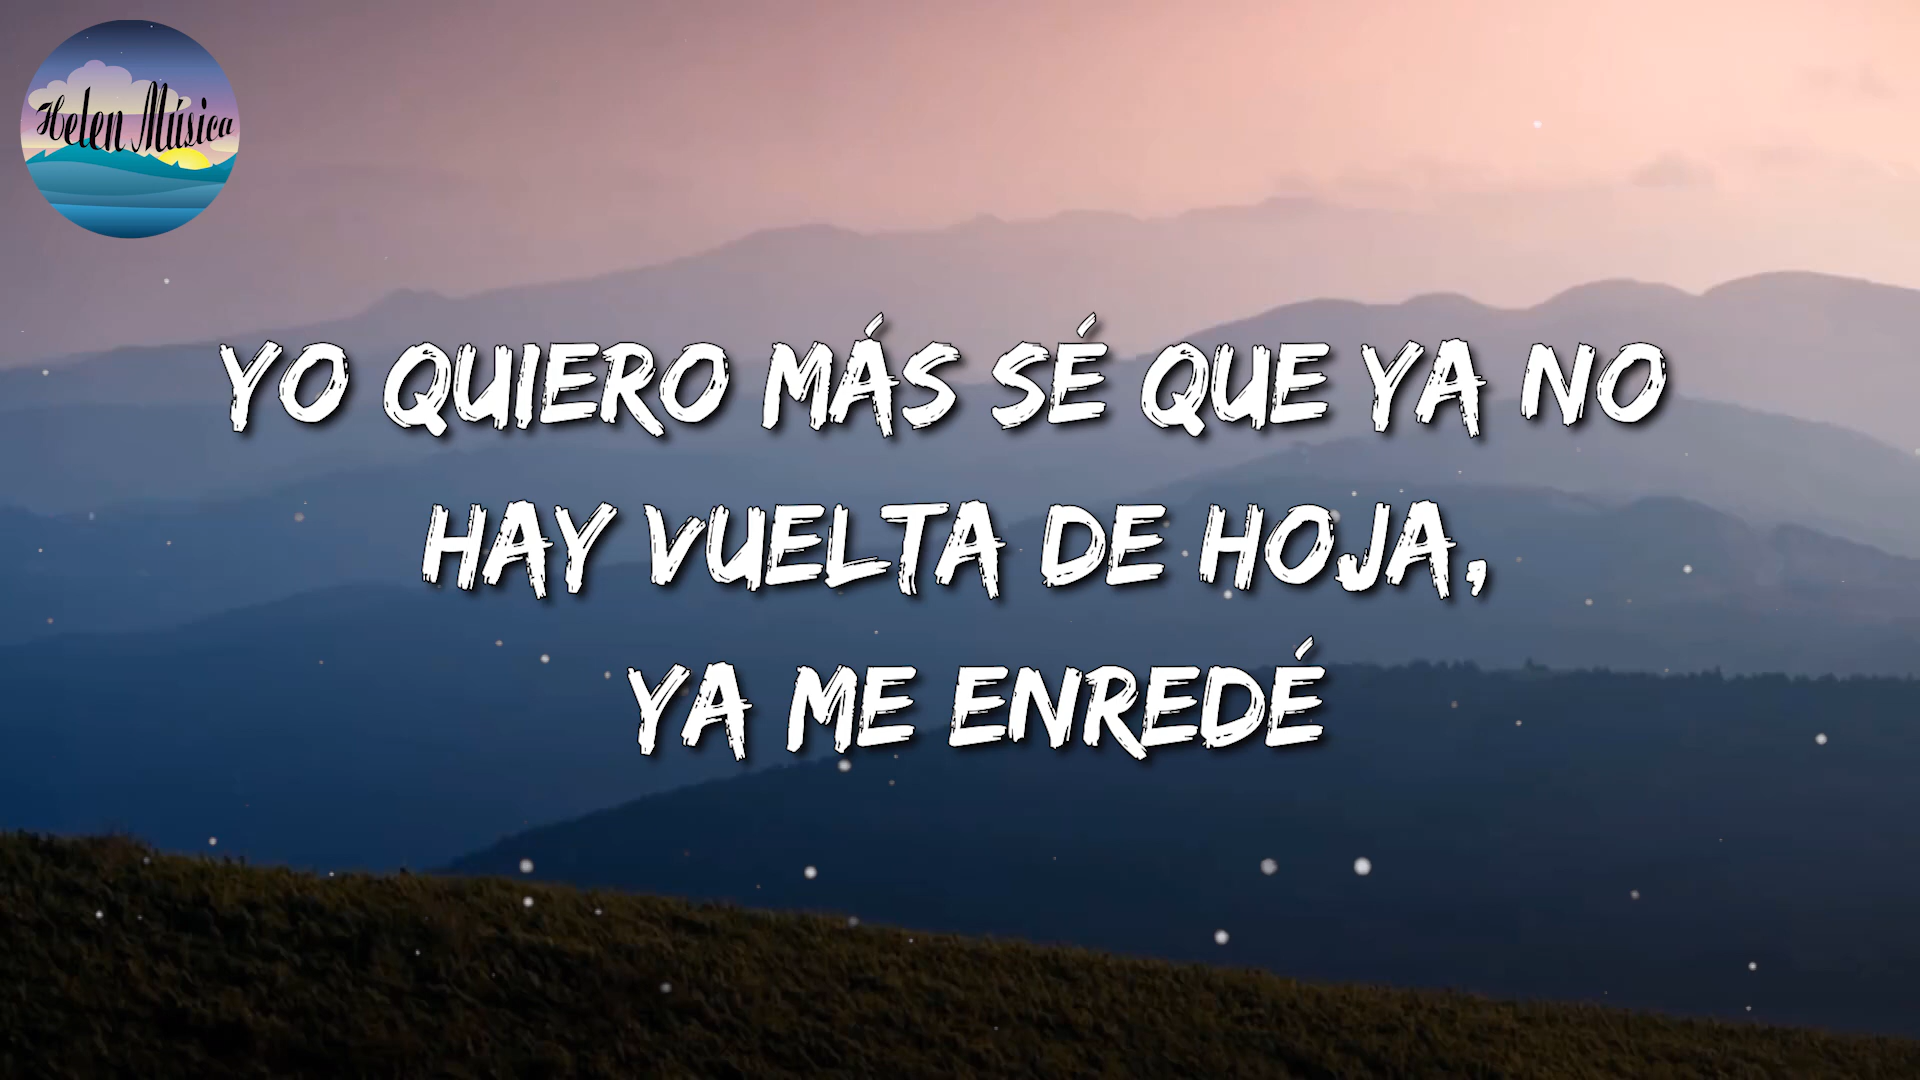 Helen Música
YO QUIERO MÁS SÉ QUE YA NO
HAY VUELTA DE HOJA,
YA ME ENREDÉ